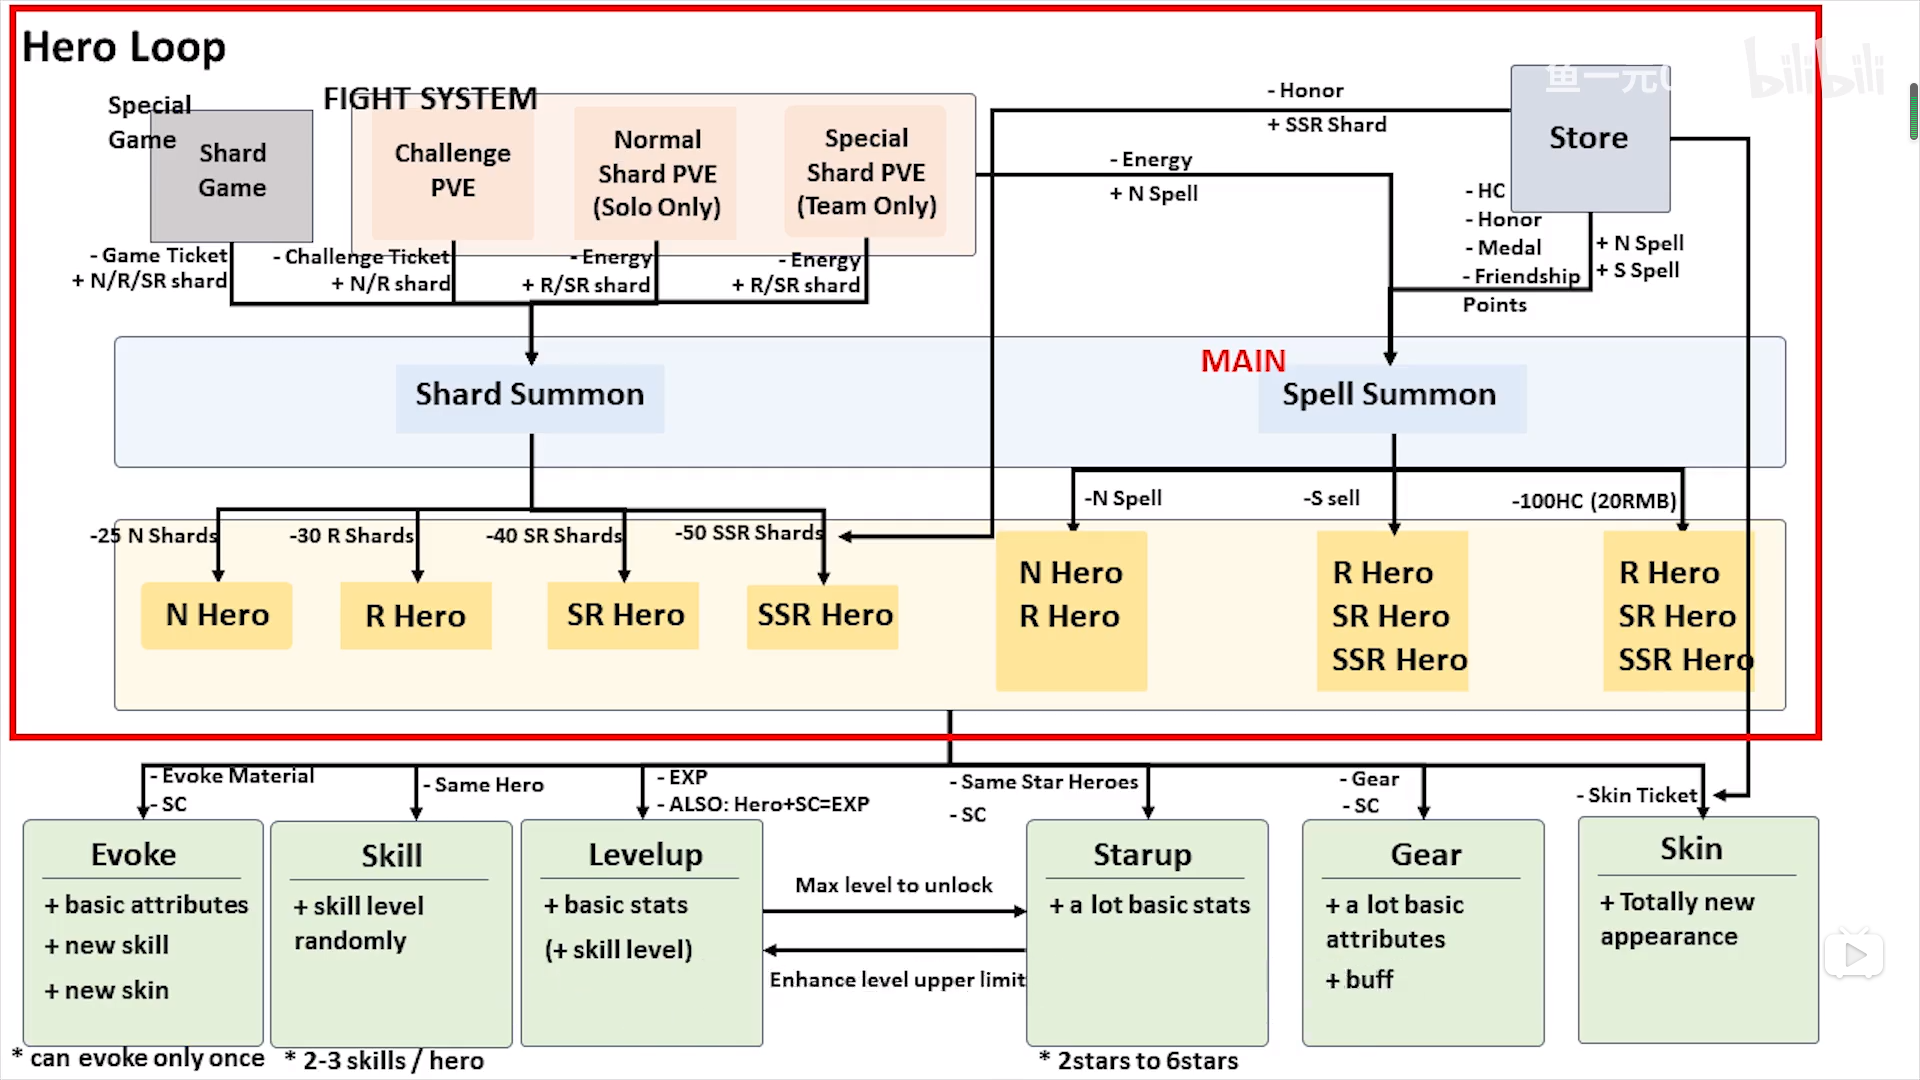 Hero Loop
Special
Game
Shard
Game
FIGHT SYSTEM
Challenge
PVE
Normal
Shard PVE
(Solo Only)
Special
Shard PVE
(Team Only)
- Honor
+ SSR Shard
- Energy
+ N Spell
Store
鱼一元
bilibili
- HC
- Honor
- Medal
- Friendship
Points
+ N Spell
+ S Spell
- Game Ticket
+ N/R/SR shard
- Challenge Ticket
+ N/R shard
- Energy
+ R/SR shard
- Energy
+ R/SR shard
Shard Summon
MAIN
Spell Summon
-25 N Shards
-30 R Shards
-40 SR Shards
-50 SSR Shards
-N Spell
-S sell
-100HC (20RMB)
N Hero
R Hero
SR Hero
SSR Hero
N Hero
R Hero
R Hero
SR Hero
SSR Hero
R Hero
SR Hero
SSR Hero
- Evoke Material
- SC
- Same Hero
- EXP
- ALSO: Hero+SC=EXP
- Same Star Heroes
- SC
- Gear
- SC
- Skin Ticket
Evoke
+ basic attributes
+ new skill
+ new skin
* can evoke only once
Skill
+ skill level
randomly
* 2-3 skills / hero
Levelup
+ basic stats
(+ skill level)
Max level to unlock
Enhance level upper limit
Starup
+ a lot basic stats
* 2stars to 6stars
Gear
+ a lot basic
attributes
+ buff
Skin
+ Totally new
appearance